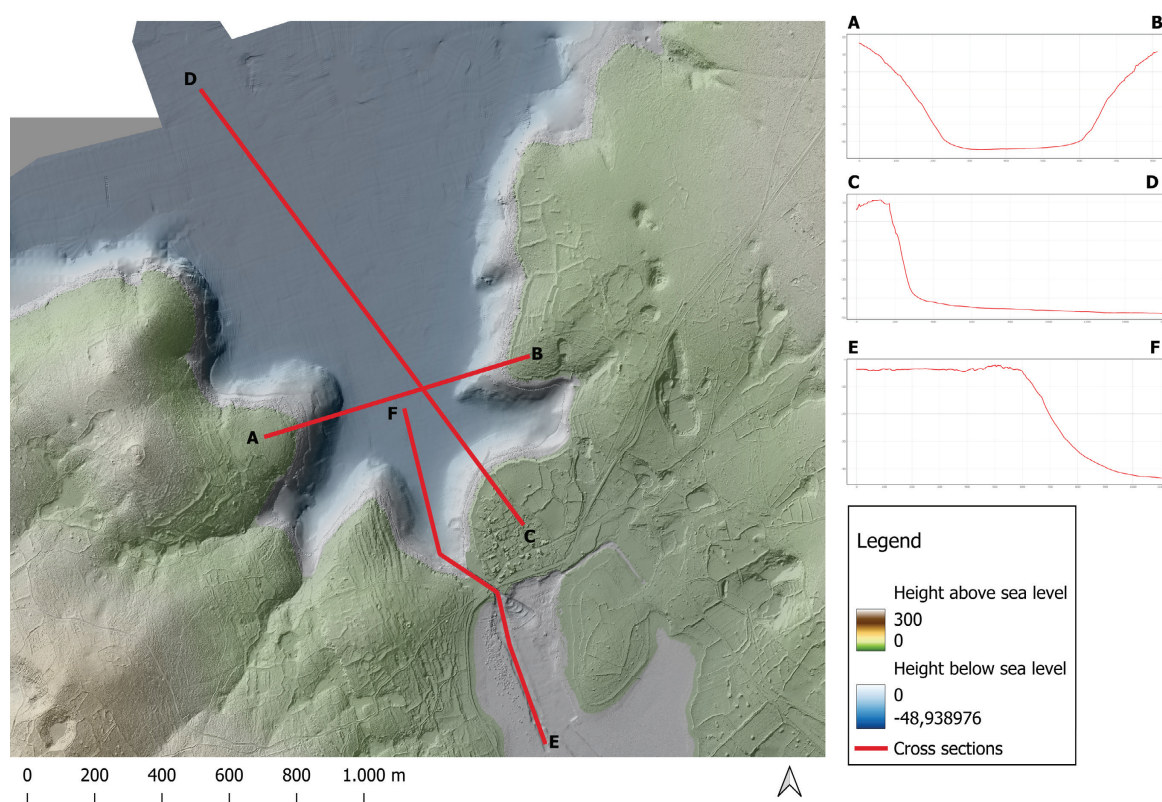 D
A
B
F
C
E
0 200 400 600 800 1.000 m
A B
C D
E F
Legend
Height above sea level
300
0
Height below sea level
0
-48,938976
Cross sections